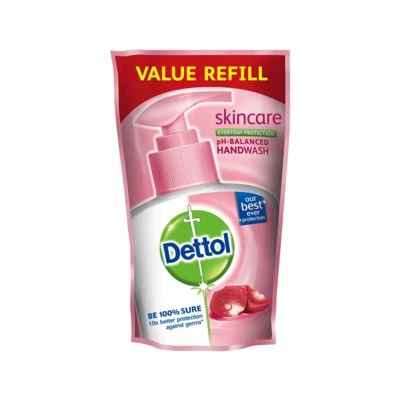 VALUE REFILL
skincare
EVERYDAY PROTECTION
pH-BALANCED
HANDWASH
our
best*
ever
+protection
Dettol
BE 100% SURE
10x better protection
against germs*